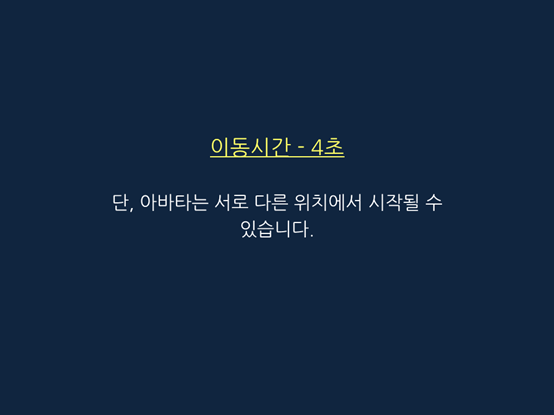 이동시간 - 4초
단, 아바타는 서로 다른 위치에서 시작될 수
있습니다.